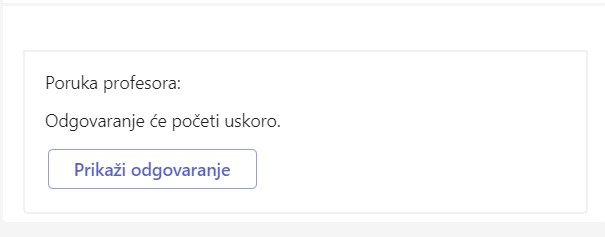 Poruka profesora:
Odgovaranje će početi uskoro.
Prikaži odgovaranje